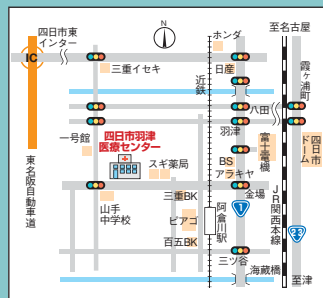 四日市東
インター
IC
東名阪自動車道
N
ホンダ
至名古屋
三重イセキ
日産
近鉄
霞ヶ浦町
八田
羽津
一号館
四日市羽津
医療センター
スギ薬局
BS
アラキヤ
富士電機
四日市
ドーム
山手
中学校
三重BK
金場
ピアゴ
阿倉川駅
1
JR関西本線
23
百五BK
三ツ谷
海蔵橋
至津